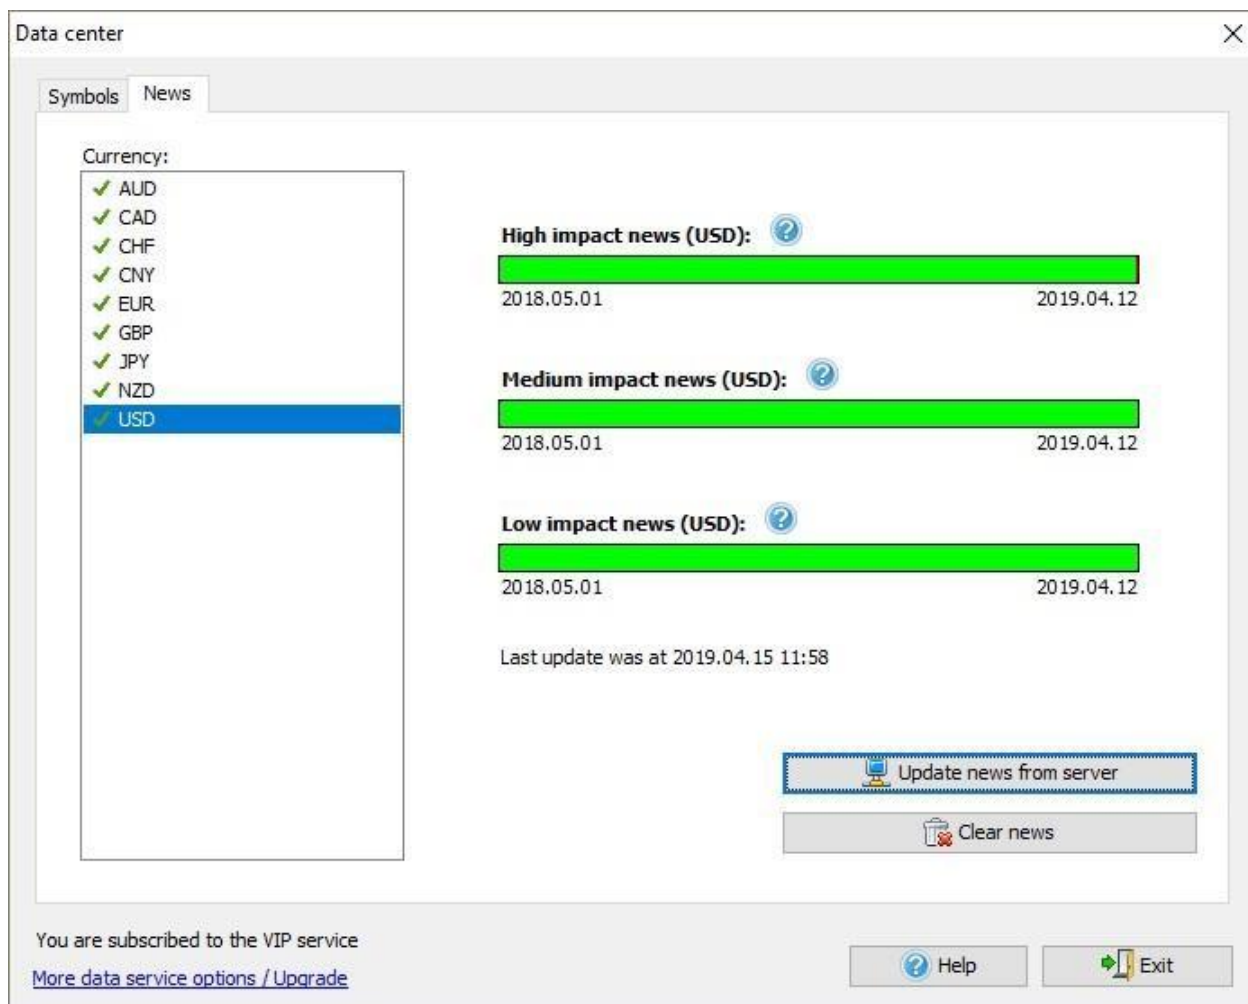 Data center
Symbols
News
Currency:
AUD
CAD
CHF
CNY
EUR
GBP
JPY
NZD
USD
High impact news (USD):
2018.05.01 2019.04.12
Medium impact news (USD):
2018.05.01 2019.04.12
Low impact news (USD):
2018.05.01 2019.04.12
Last update was at 2019.04.15 11:58
Update news from server
Clear news
You are subscribed to the VIP service
More data service options / Upgrade
Help
Exit